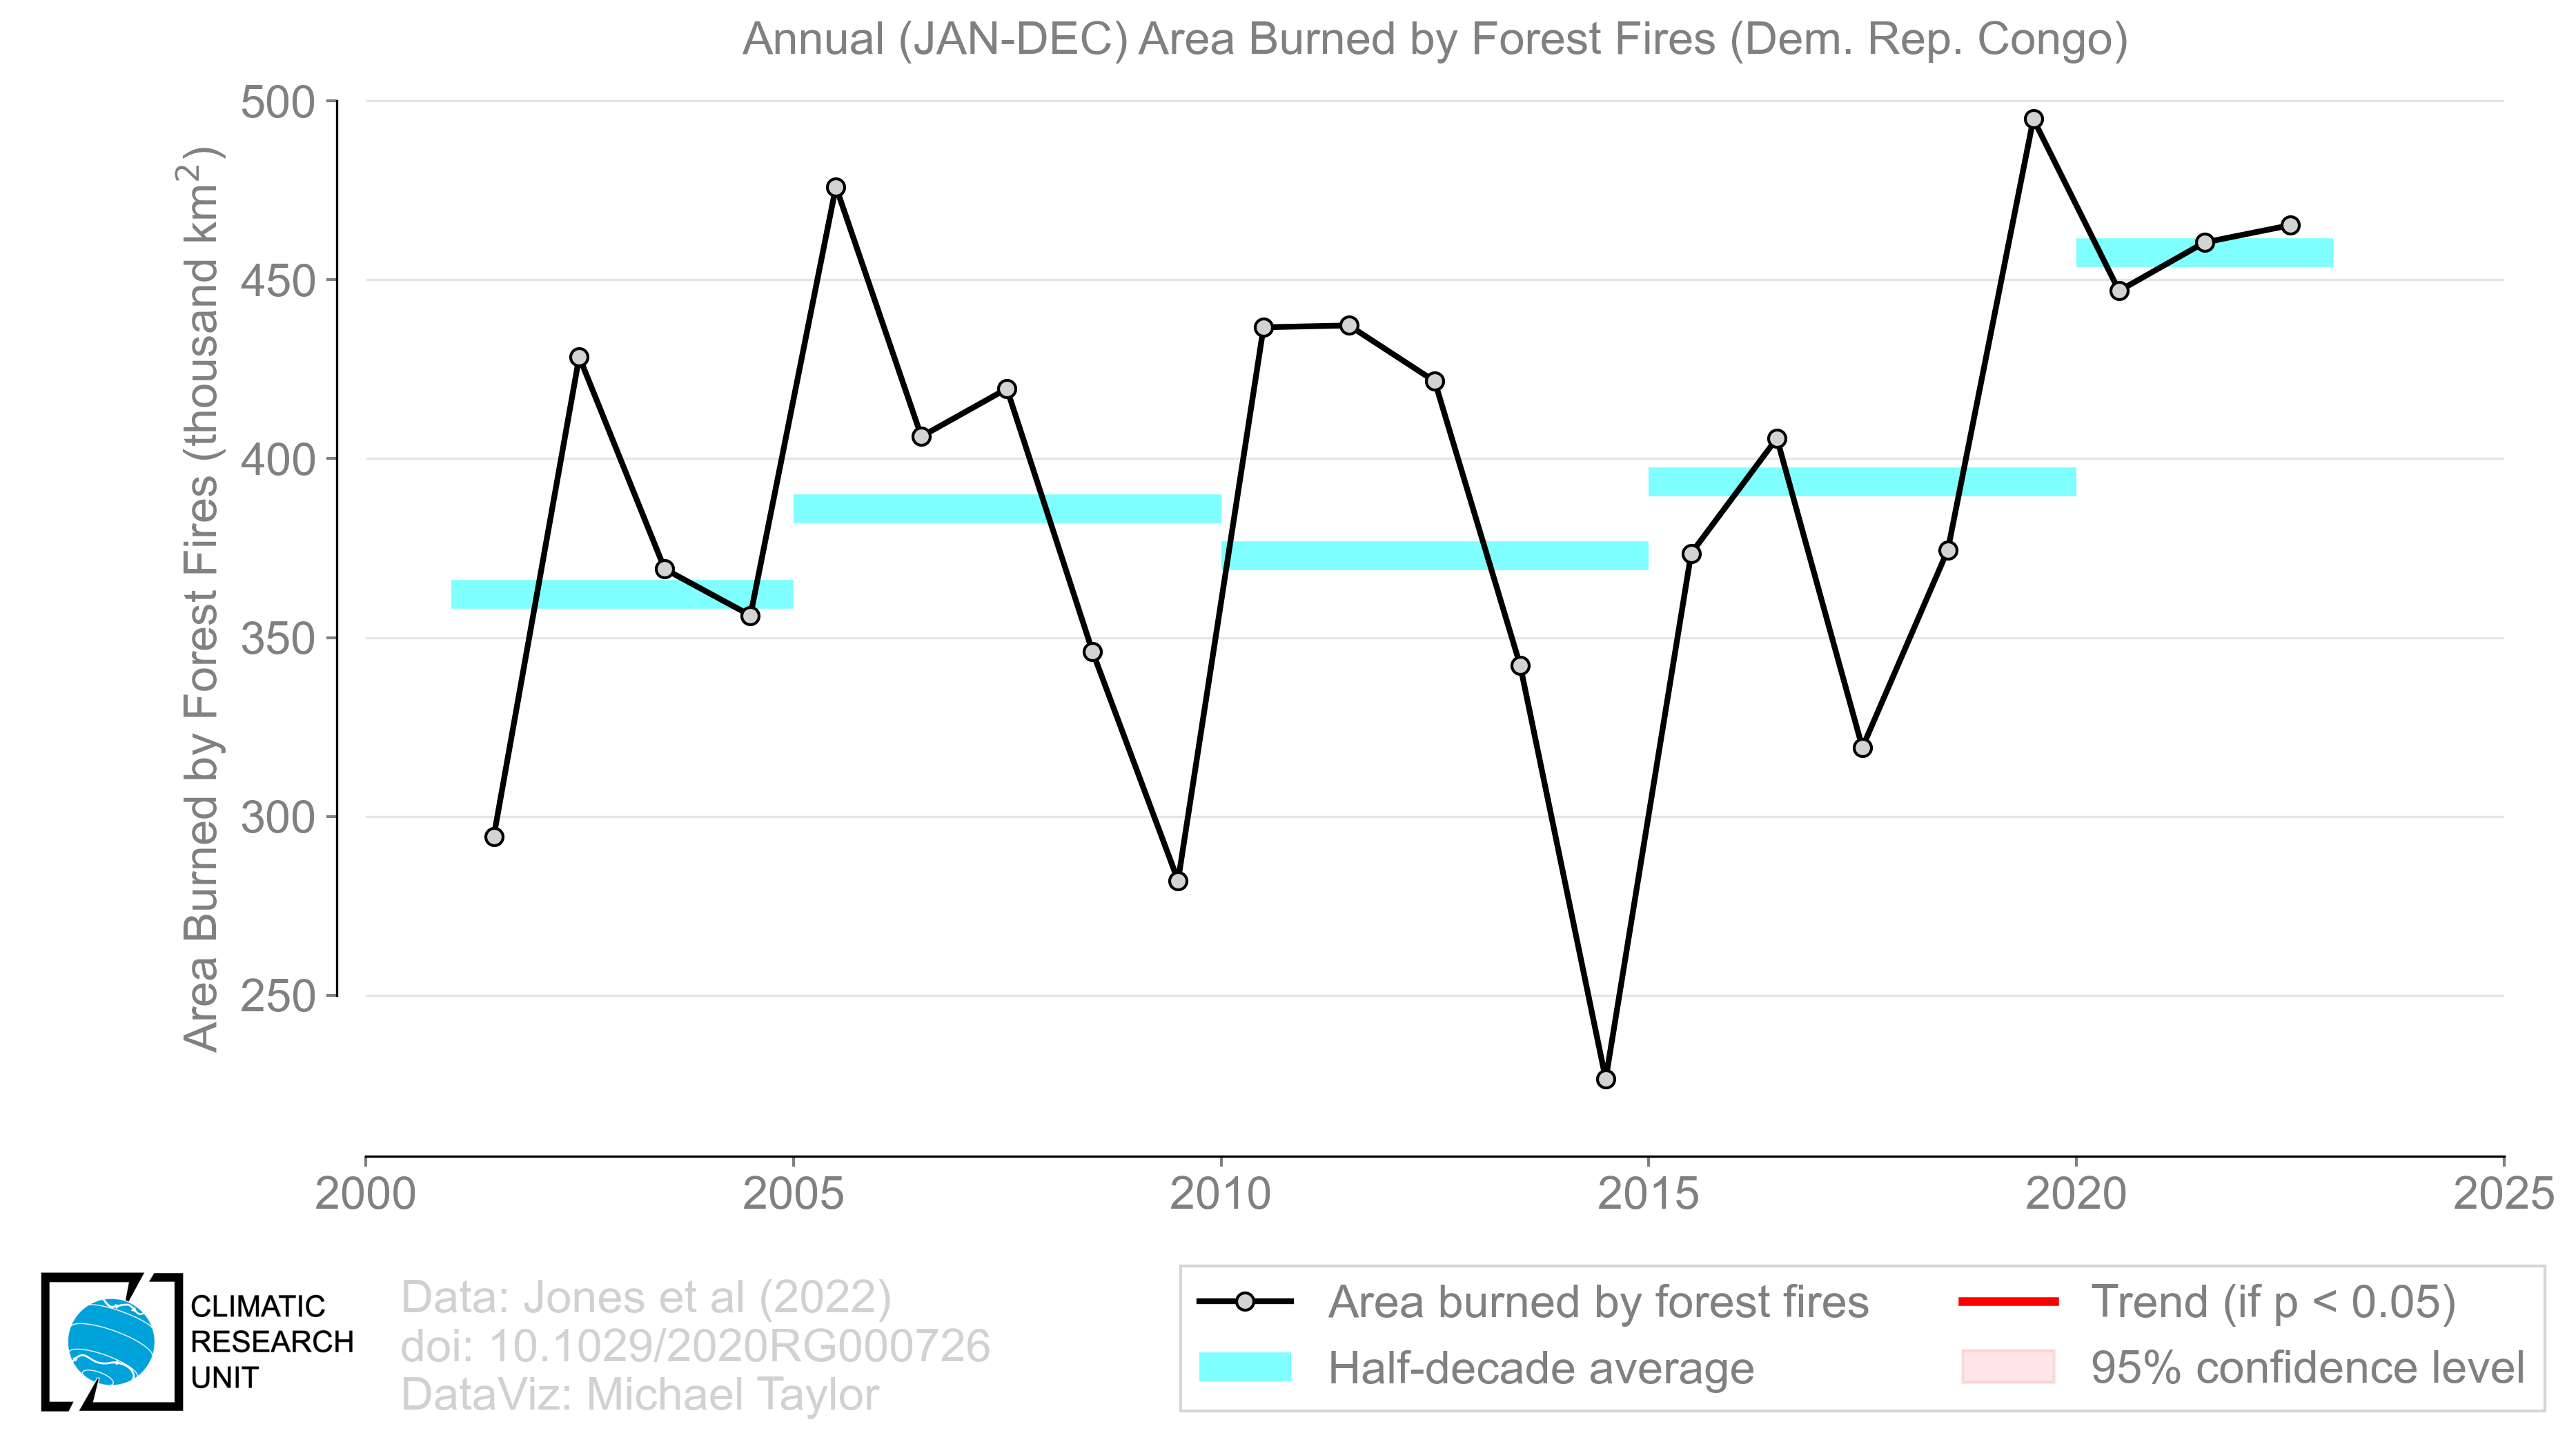 Annual (JAN-DEC) Area Burned by Forest Fires (Dem. Rep. Congo)
Area Burned by Forest Fires (thousand km²)
500
450
400
350
300
250
2000 2005 2010 2015 2020 2025
CLIMATIC
RESEARCH
UNIT
Data: Jones et al (2022)
doi: 10.1029/2020RG000726
DataViz: Michael Taylor
Area burned by forest fires
Half-decade average
Trend (if p < 0.05)
95% confidence level